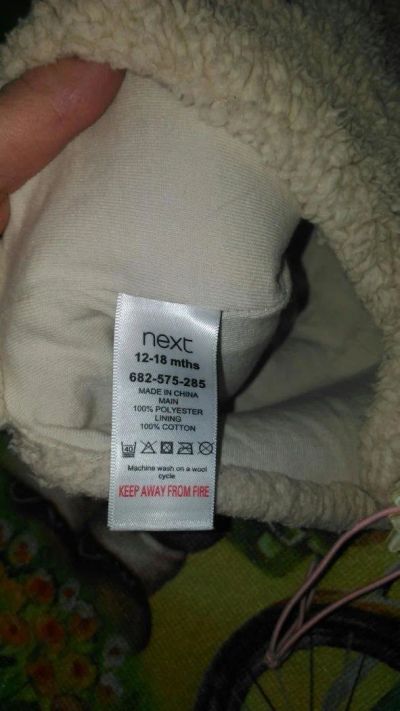 next
12-18 mths
682-575-285
MADE IN CHINA
MAIN
100% POLYESTER
LINING
100% COTTON
40
Machine wash on a wool
cycle
KEEP AWAY FROM FIRE